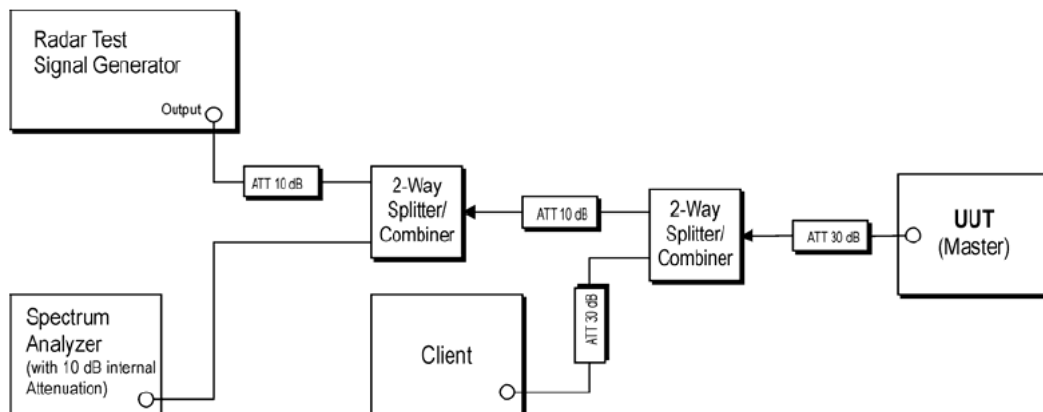 Radar Test
Signal Generator
Output
ATT 10 dB
2-Way
Splitter/
Combiner
ATT 10 dB
2-Way
Splitter/
Combiner
ATT 30 dB
UUT
(Master)
Spectrum
Analyzer
(with 10 dB internal
Attenuation)
Client
ATT 30 dB